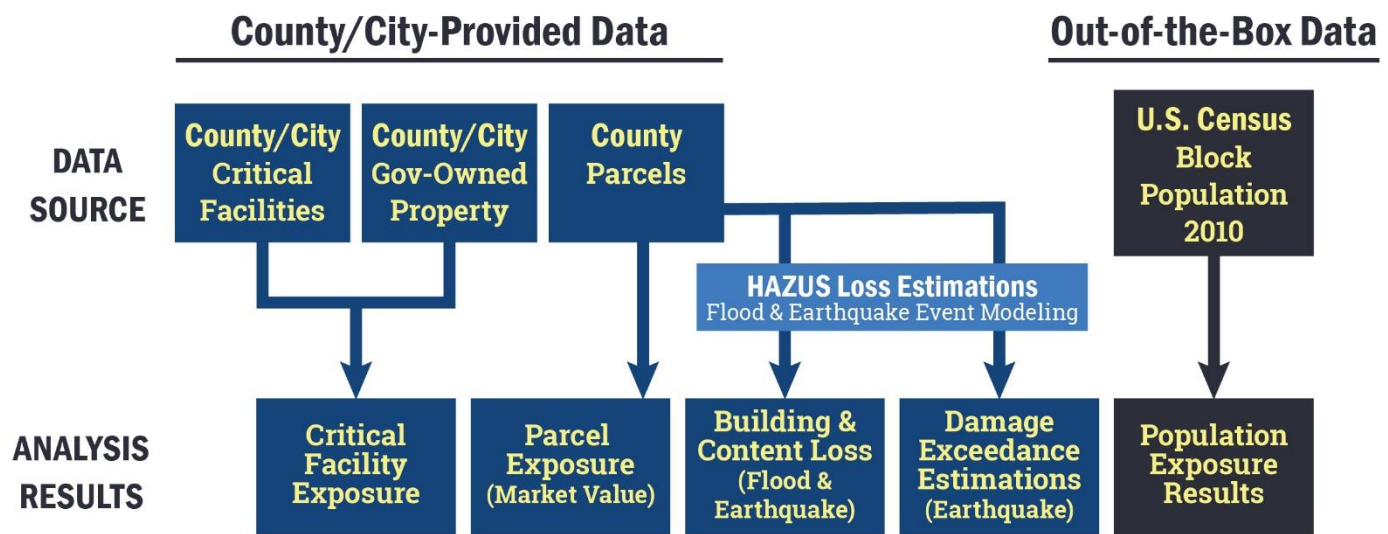 County/City-Provided Data
Out-of-the-Box Data
DATA
SOURCE
County/City
Critical
Facilities
County/City
Gov-Owned
Property
County
Parcels
U.S. Census
Block
Population
2010
HAZUS Loss Estimations
Flood & Earthquake Event Modeling
ANALYSIS
RESULTS
Critical
Facility
Exposure
Parcel
Exposure
(Market Value)
Building &
Content Loss
(Flood &
Earthquake)
Damage
Exceedance
Estimations
(Earthquake)
Population
Exposure
Results